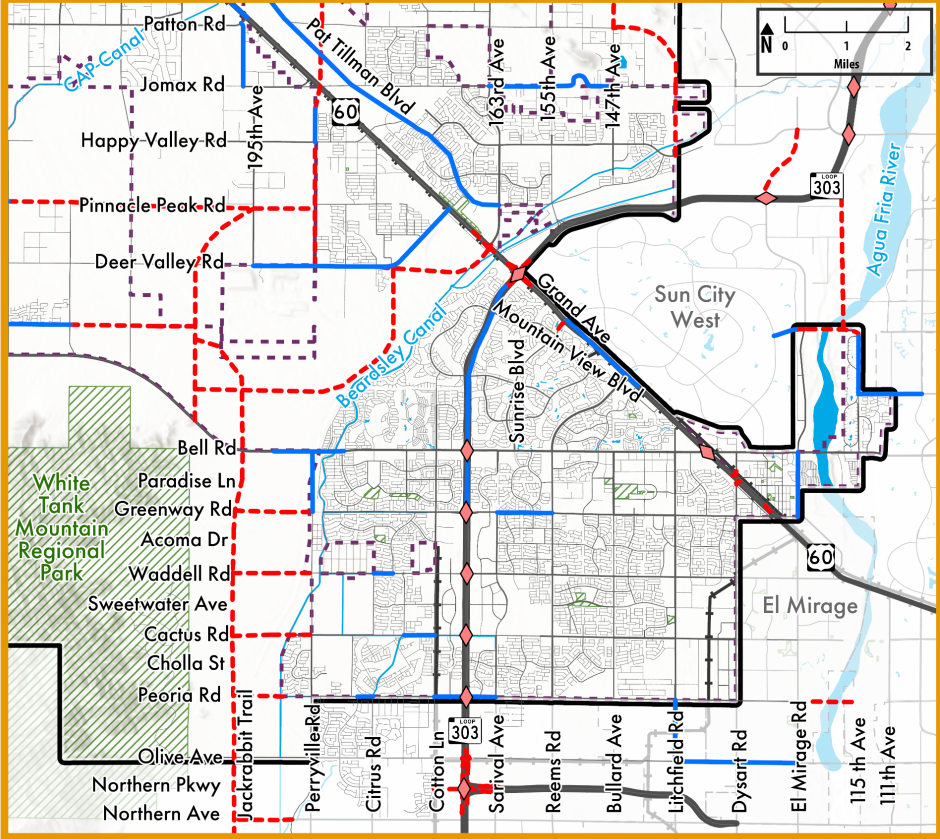 Patton Rd
CAP Canal
Jomax Rd
Happy Valley Rd
Pinnacle Peak Rd
Deer Valley Rd
195th Ave
Pat Tillman Blvd
60
163rd Ave
155th Ave
147th Ave
N
0 1 2
Miles
LOOP
303
Agua Fria River
Sun City
West
Grand Ave
Mountain View Blvd
Sunrise Blvd
Beardsley Canal
Bell Rd
Paradise Ln
Greenway Rd
Acoma Dr
Waddell Rd
Sweetwater Ave
Cactus Rd
Cholla St
Peoria Rd
Olive Ave
Northern Pkwy
Northern Ave
White
Tank
Mountain
Regional
Park
60
El Mirage
LOOP
303
Jackrabbit Trail
Perryville Rd
Citrus Rd
Cotton Ln
Sarival Ave
Reems Rd
Bullard Ave
Litchfield Rd
Dysart Rd
El Mirage Rd
115 th Ave
111th Ave